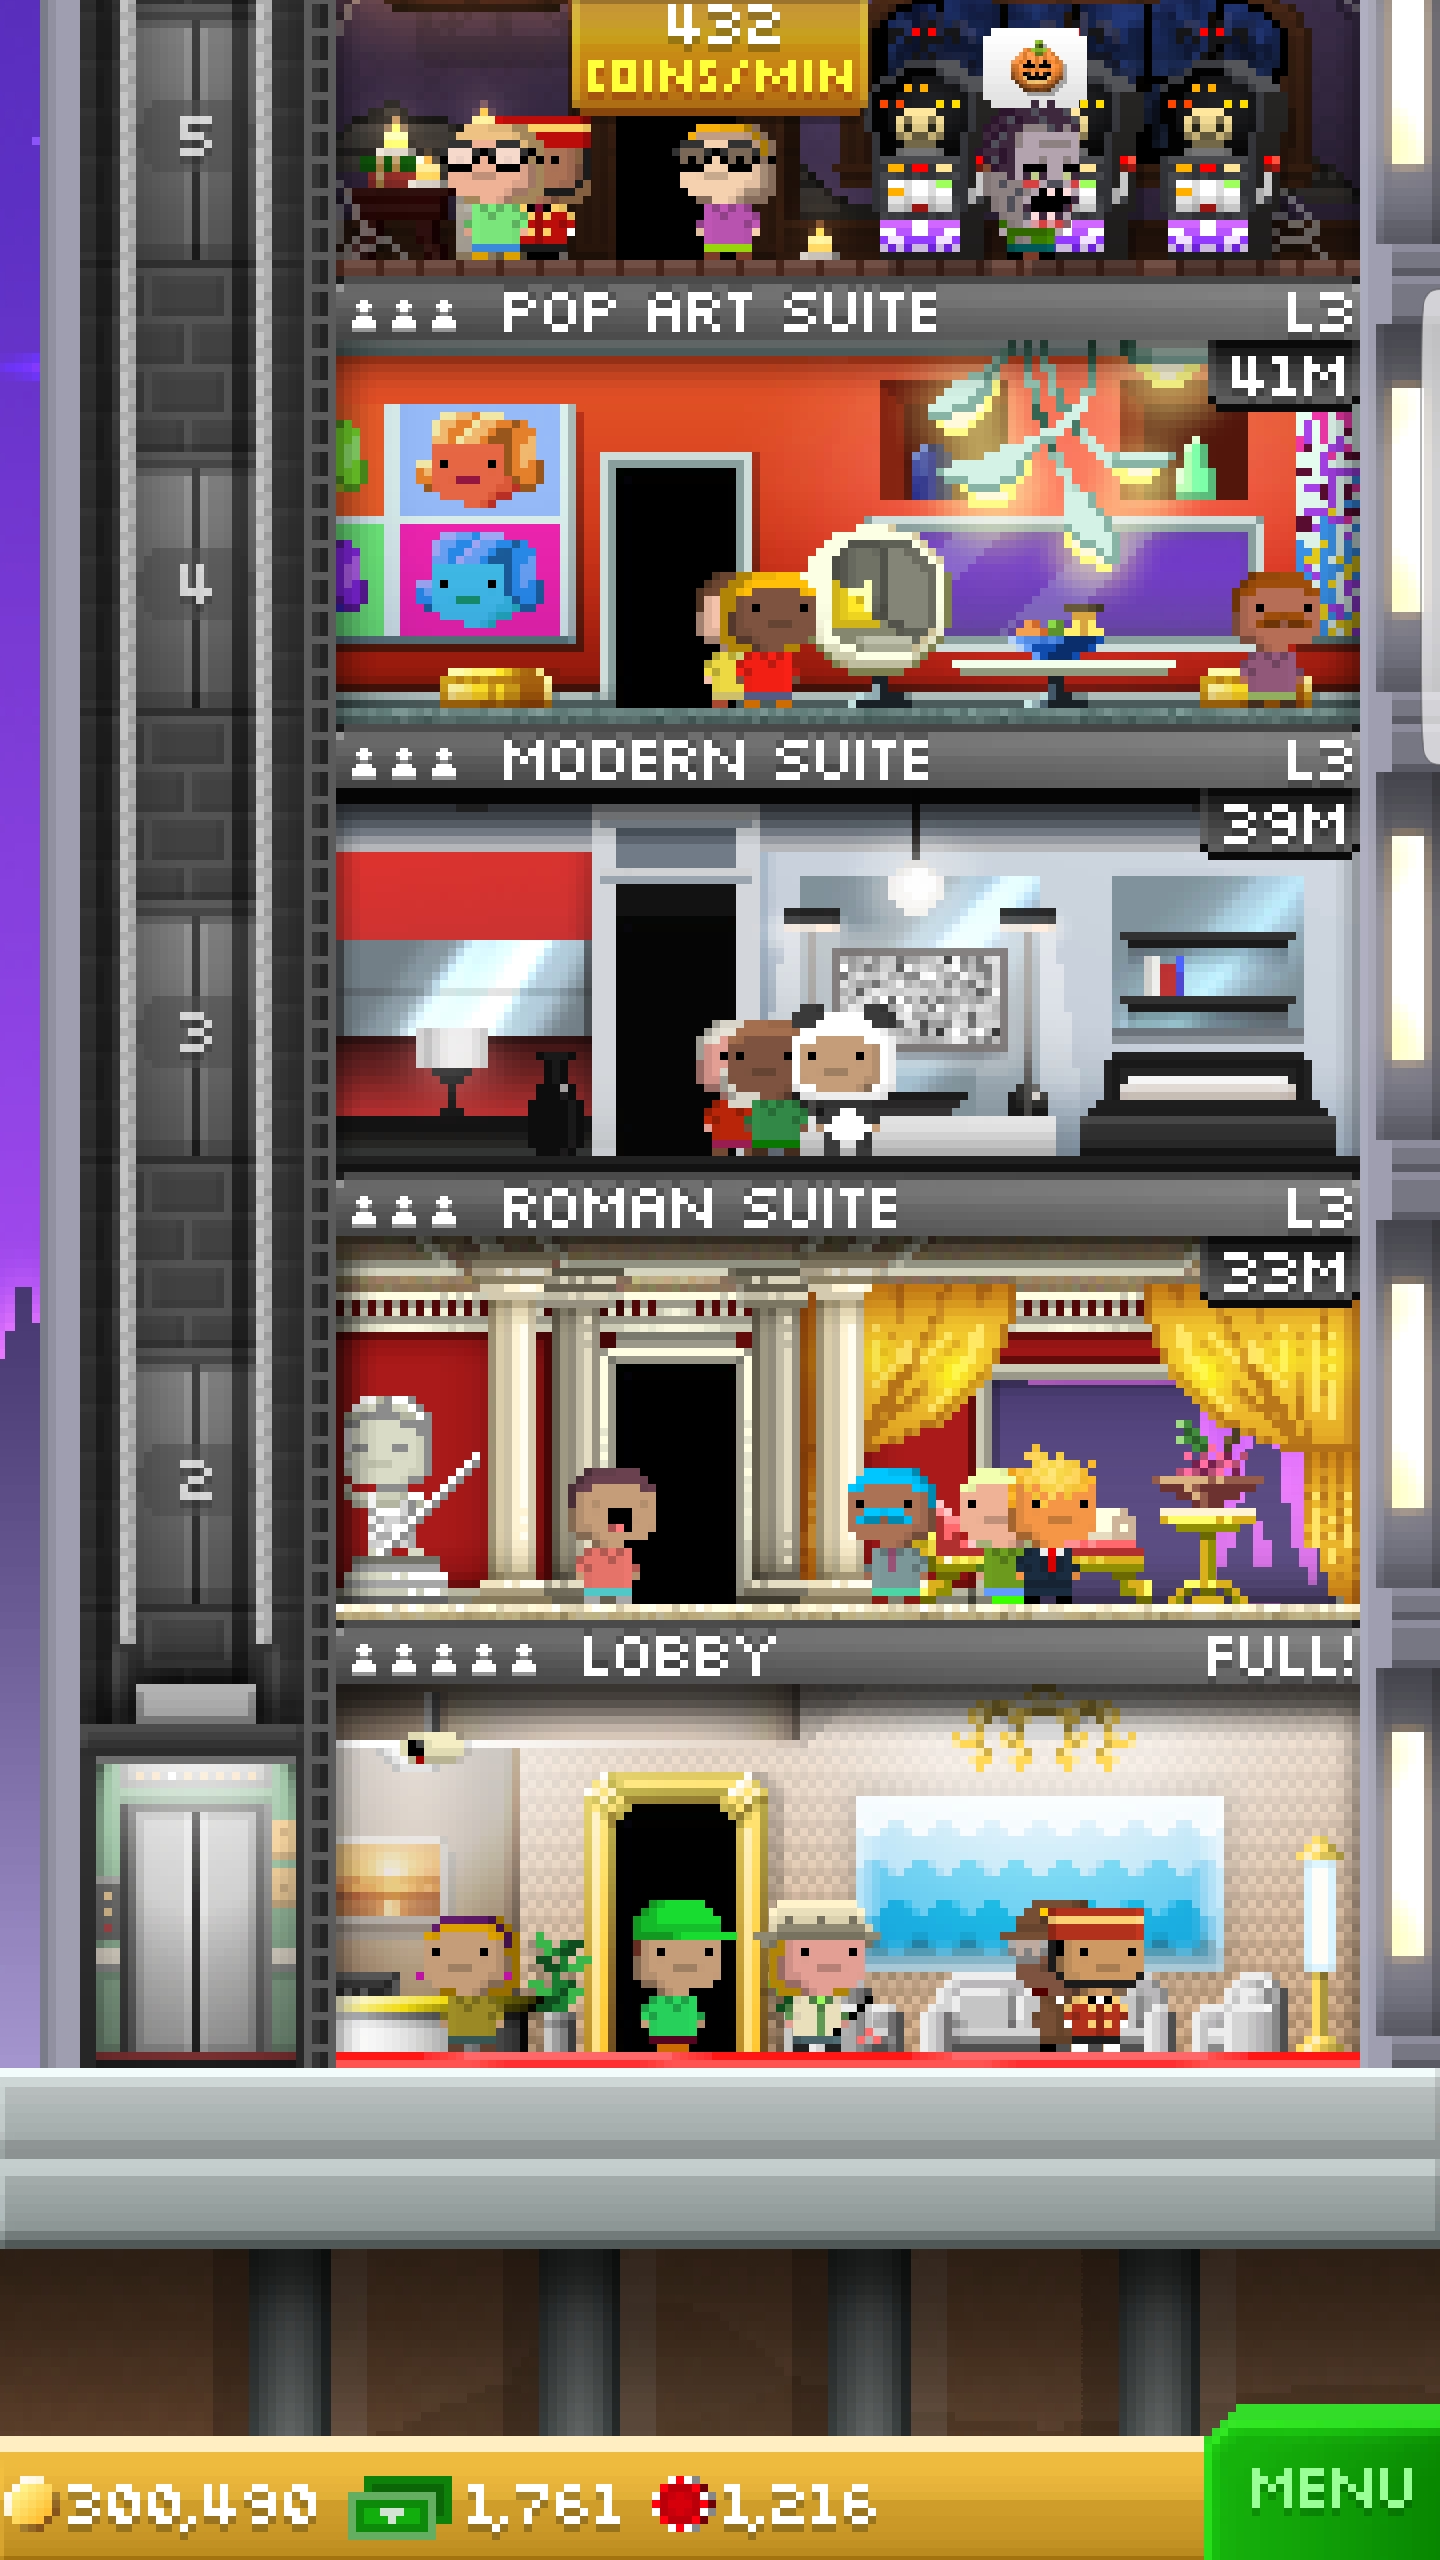 432
COINS/MIN
5
POP ART SUITE L3
41M
4
MODERN SUITE L3
39M
3
ROMAN SUITE L3
33M
2
LOBBY FULL!
300,490 1,761 1,216
MENU